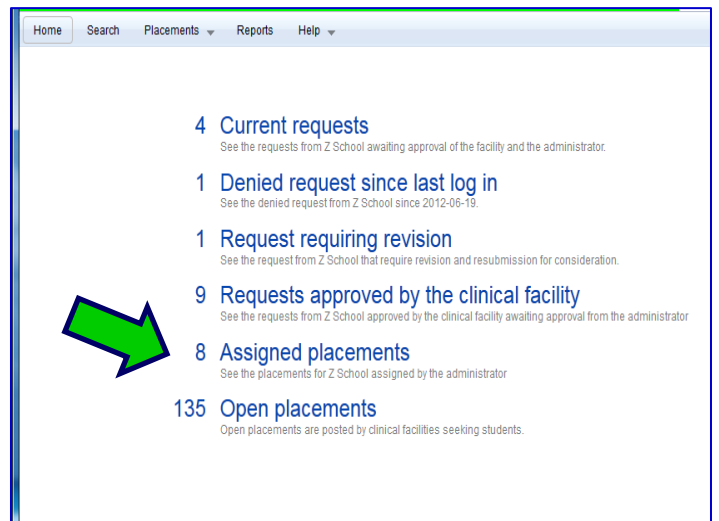 Home Search Placements Reports Help
4 Current requests
See the requests from Z School awaiting approval of the facility and the administrator.
1 Denied request since last log in
See the denied request from Z School since 2012-06-19.
1 Request requiring revision
See the request from Z School that require revision and resubmission for consideration.
9 Requests approved by the clinical facility
See the requests from Z School approved by the clinical facility awaiting approval from the administrator
8 Assigned placements
See the placements for Z School assigned by the administrator
135 Open placements
Open placements are posted by clinical facilities seeking students.